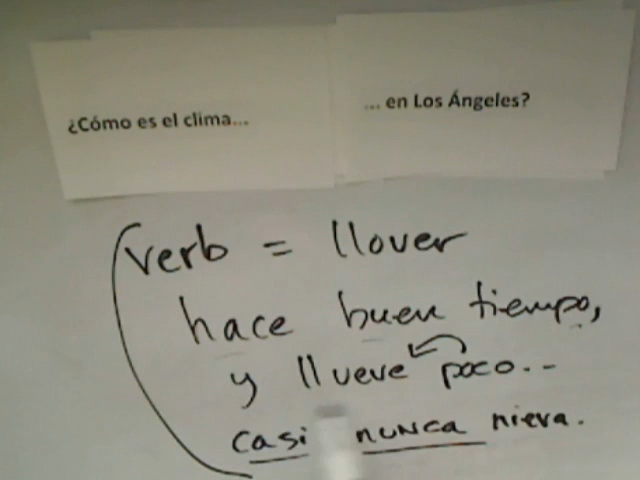 ¿Cómo es el clima...
... en Los Ángeles?
verb = llover
hace buen tiempo,
y llueve poco...
casi nunca nieva.